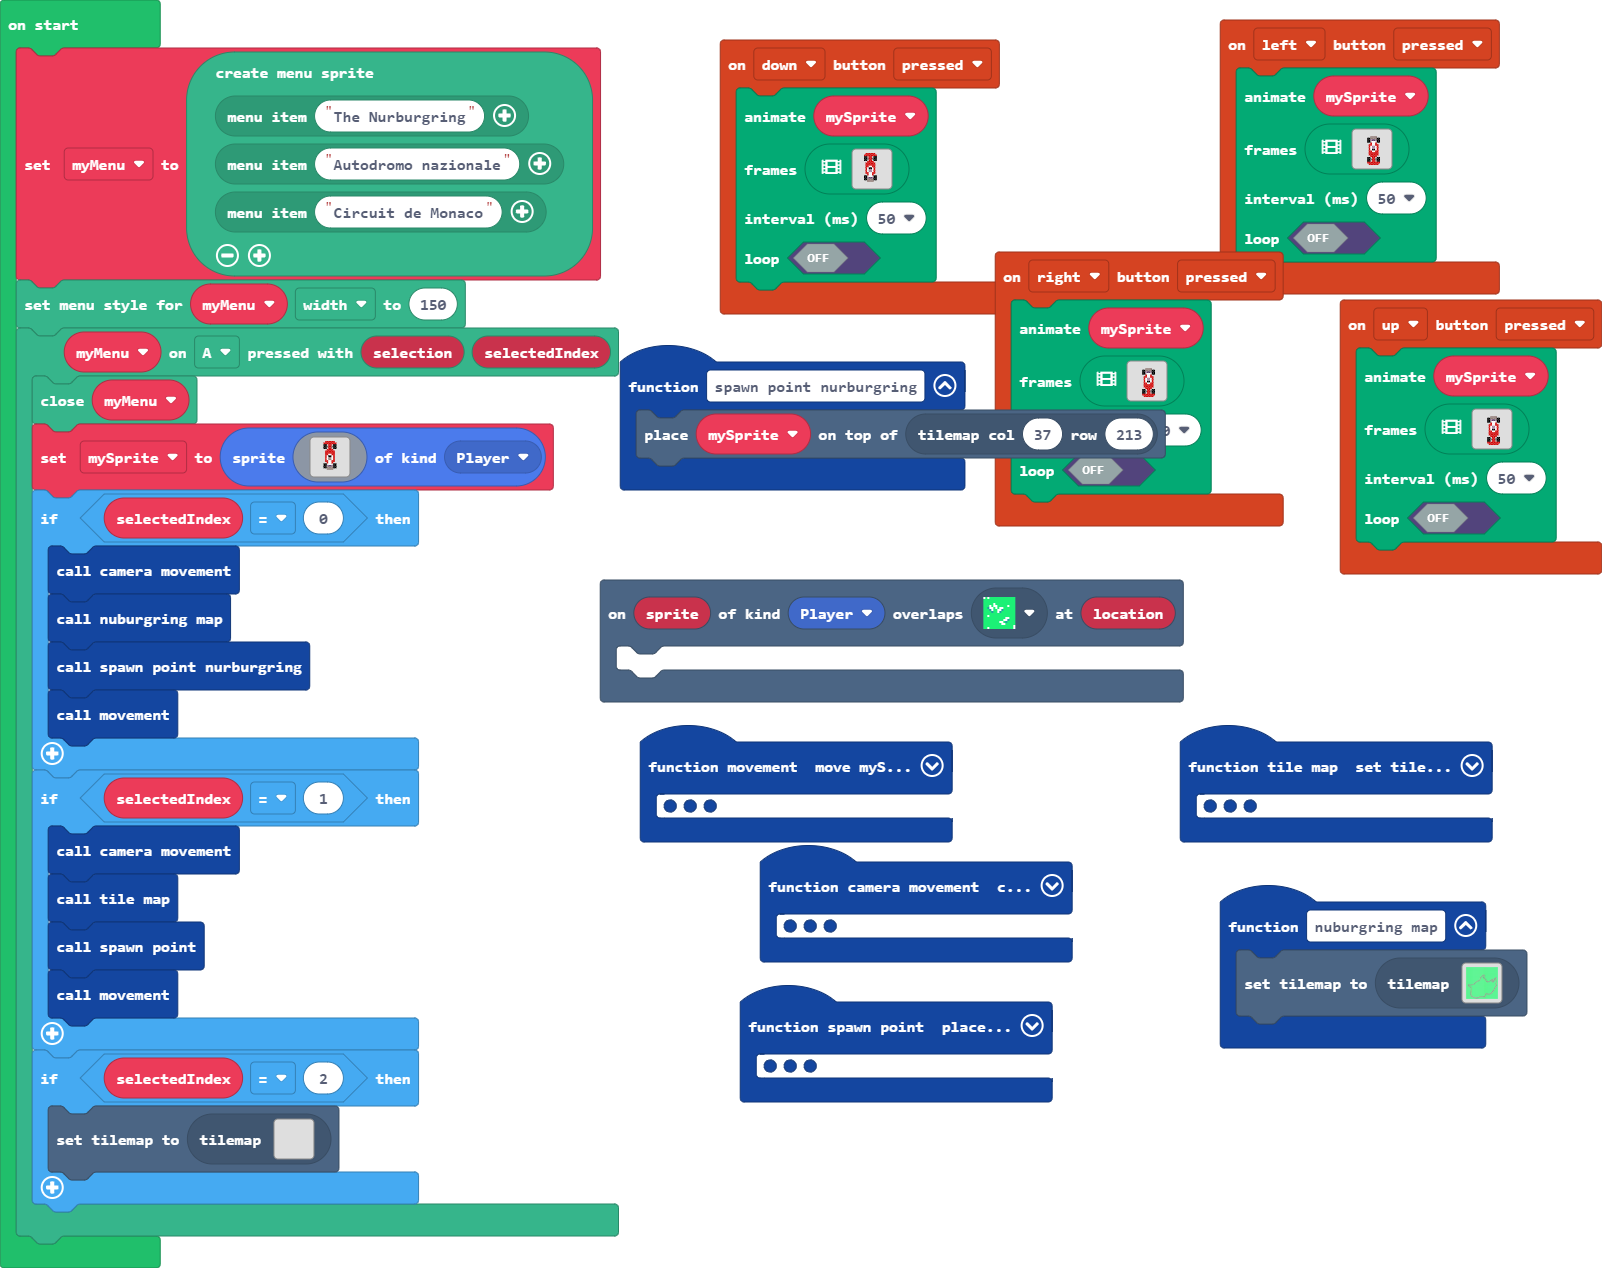 on start
set myMenu to
create menu sprite
menu item "The Nurburgring"
menu item "Autodromo nazionale"
menu item "Circuit de Monaco"
set menu style for myMenu width to 150
myMenu on A pressed with selection selectedIndex
close myMenu
set mySprite to sprite of kind Player
if selectedIndex = 0 then
call camera movement
call nuburgring map
call spawn point nurburgring
call movement
if selectedIndex = 1 then
call camera movement
call tile map
call spawn point
call movement
if selectedIndex = 2 then
set tilemap to tilemap
on down button pressed
animate mySprite
frames
interval (ms) 50
loop OFF
on left button pressed
animate mySprite
frames
interval (ms) 50
loop OFF
on right button pressed
animate mySprite
frames
loop OFF
on up button pressed
animate mySprite
frames
interval (ms) 50
loop OFF
function spawn point nurburgring
place mySprite on top of tilemap col 37 row 213
on sprite of kind Player overlaps at location
function movement move myS...
function tile map set tile...
function camera movement c...
function nuburgring map
set tilemap to tilemap
function spawn point place...